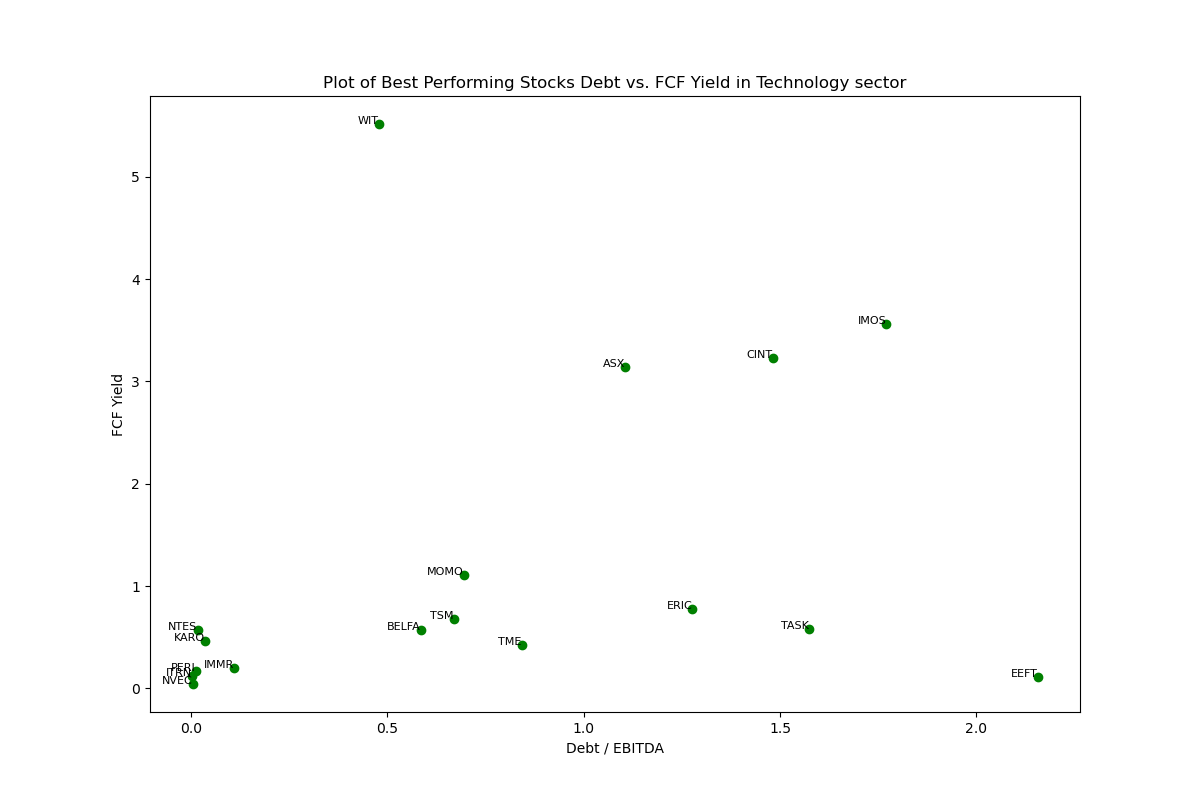 Plot of Best Performing Stocks Debt vs. FCF Yield in Technology sector
WIT
5
4
IMOS
CINT
ASX
3
FCF Yield
2
MOMO
1
ERIC
TSM
NTES
BELFA
TASK
KARO
TME
PERI
IMMR
ITRN
EEFT
NVEC
0
0.0 0.5 1.0 1.5 2.0
Debt / EBITDA